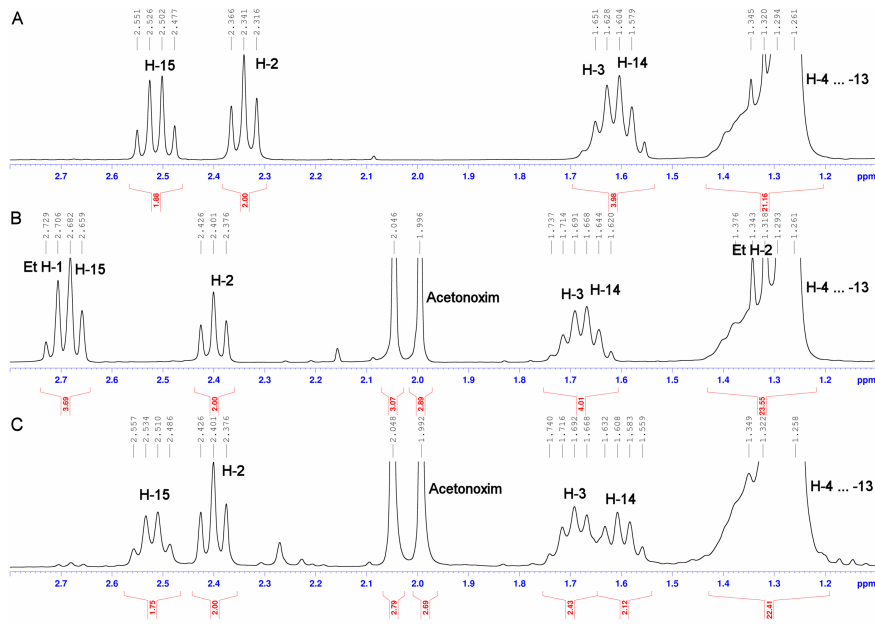 A
2.551 2.526 2.502 2.477 2.366 2.341 2.316 1.651 1.628 1.604 1.579 1.345 1.320 1.294 1.261
H-15 H-2 H-3 H-14 H-4 ... -13
2.7 2.6 2.5 2.4 2.3 2.2 2.1 2.0 1.9 1.8 1.7 1.6 1.5 1.4 1.3 1.2 ppm
1.88 2.00 3.98 21.16
B
2.729 2.706 2.682 2.659 2.426 2.401 2.376 2.046 1.996 1.737 1.714 1.691 1.668 1.644 1.620 1.376 1.343 1.318 1.293 1.261
Et H-1 H-15 H-2 Acetonoxim H-3 H-14 Et H-2 H-4 ... -13
2.7 2.6 2.5 2.4 2.3 2.2 2.1 2.0 1.9 1.8 1.7 1.6 1.5 1.4 1.3 1.2 ppm
3.69 2.00 3.07 2.89 4.01 23.55
C
2.557 2.534 2.510 2.486 2.426 2.401 2.376 2.048 1.992 1.740 1.716 1.692 1.668 1.632 1.608 1.583 1.559 1.349 1.322 1.258
H-15 H-2 Acetonoxim H-3 H-14 H-4 ... -13
2.7 2.6 2.5 2.4 2.3 2.2 2.1 2.0 1.9 1.8 1.7 1.6 1.5 1.4 1.3 1.2 ppm
1.75 2.00 2.79 2.69 2.43 2.12 22.41